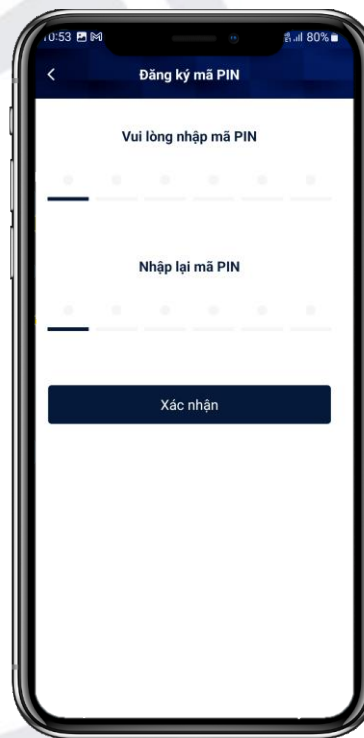 10:53 80%
Đăng ký mã PIN
Vui lòng nhập mã PIN
Nhập lại mã PIN
Xác nhận